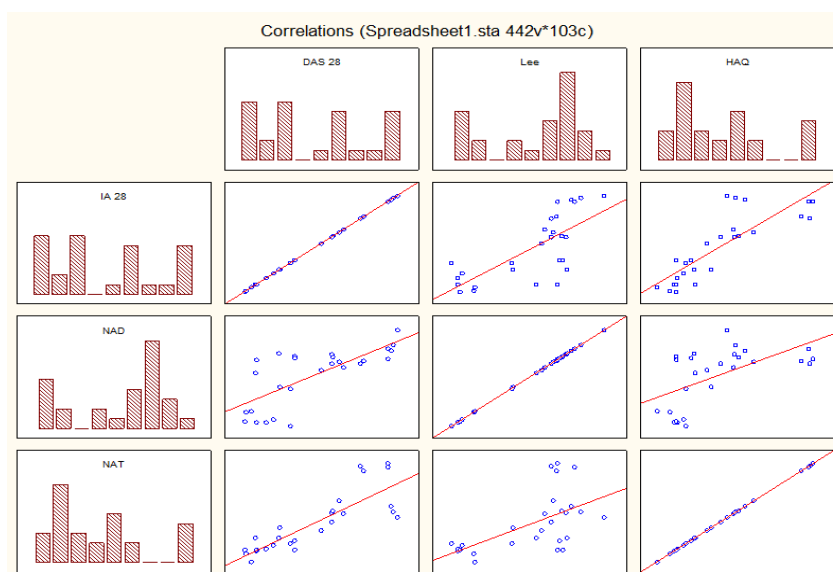 Correlations (Spreadsheet1.sta 442v*103c)
DAS 28
Lee
HAQ
IA 28
NAD
NAT